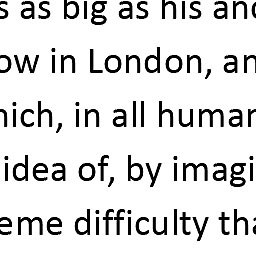 s as big as his and
ow in London, an
hich, in all human
idea of, by imagi
eme difficulty tha